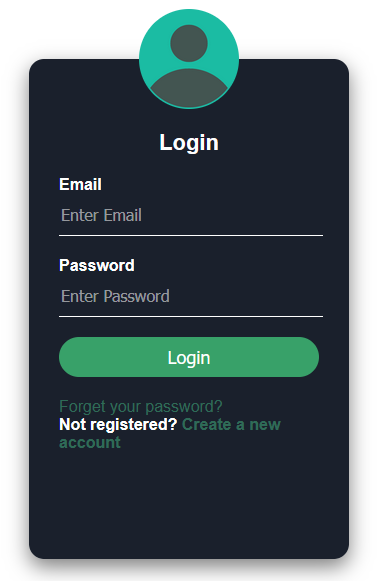 Login
Email
Enter Email
Password
Enter Password
Login
Forget your password?
Not registered? Create a new
account